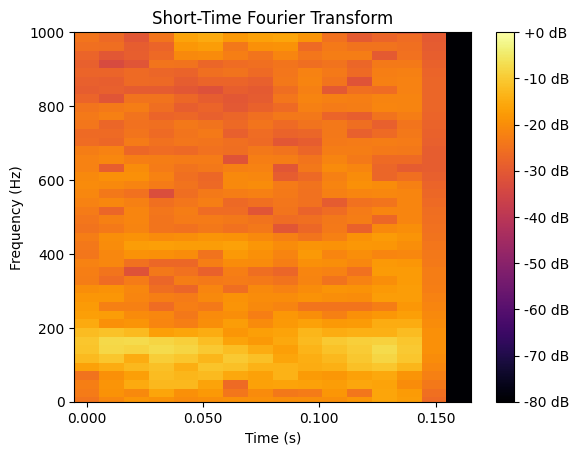 Short-Time Fourier Transform
1000
800
600
400
200
0
Frequency (Hz)
0.000
0.050
0.100
0.150
Time (s)
+0 dB
-10 dB
-20 dB
-30 dB
-40 dB
-50 dB
-60 dB
-70 dB
-80 dB